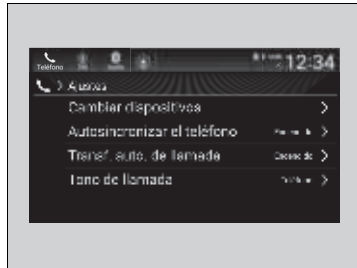 Teléfono
12:34
Ajustes
Cambiar dispositivos
Autosincronizar el teléfono
Transf. auto. de llamada
Tono de llamada